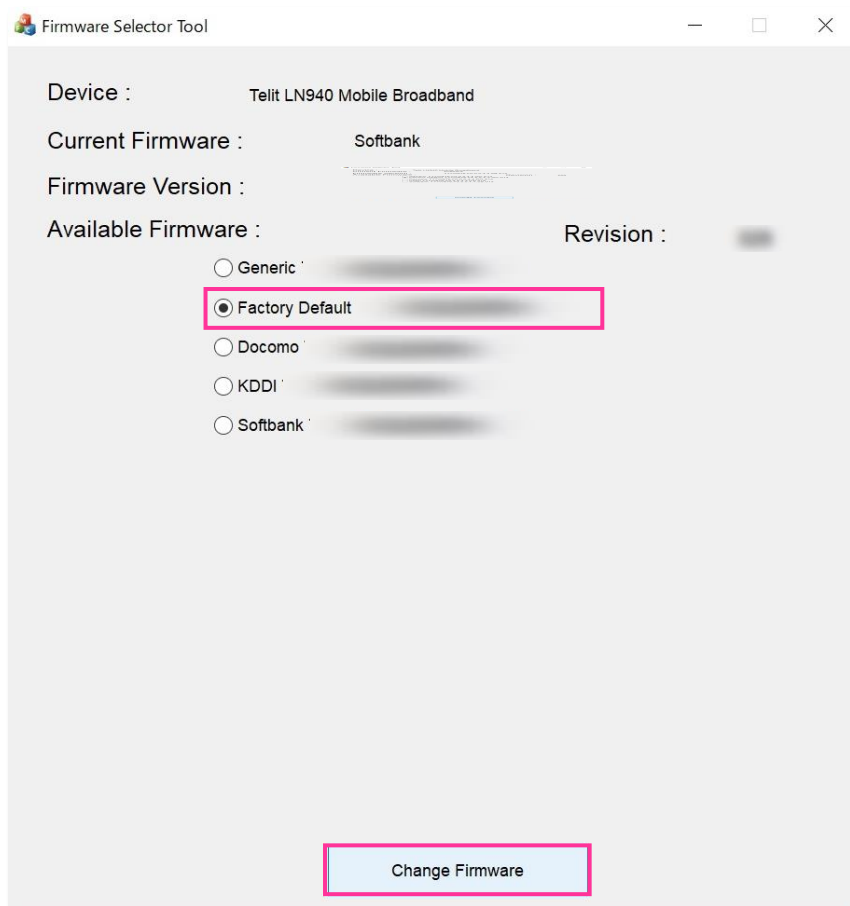 Firmware Selector Tool
Device : Telit LN940 Mobile Broadband
Current Firmware : Softbank
Firmware Version :
Available Firmware :
Revision :
Generic
Factory Default
Docomo
KDDI
Softbank
Change Firmware